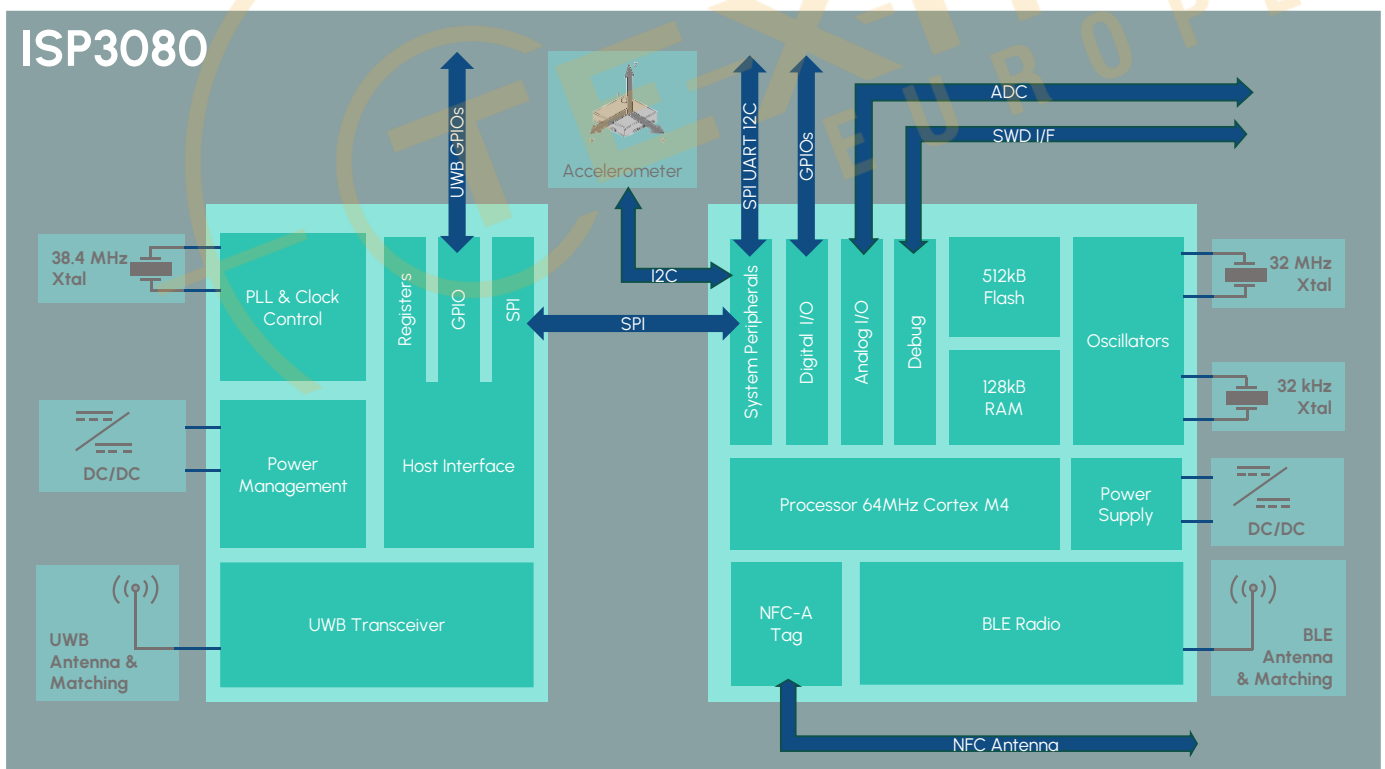 ISP3080
UWB GPIOs
Accelerometer
SPI UART I2C
GPIOs
ADC
SWD I/F
TE-X
EUROPE
38.4 MHz
Xtal
PLL & Clock
Control
Registers
GPIO
SPI
I2C
SPI
System Peripherals
Digital I/O
Analog I/O
Debug
512kB
Flash
128kB
RAM
Oscillators
32 MHz
Xtal
32 kHz
Xtal
DC/DC
Power
Management
Host Interface
Processor 64MHz Cortex M4
Power
Supply
DC/DC
UWB
Antenna &
Matching
UWB Transceiver
NFC-A
Tag
BLE Radio
BLE
Antenna
& Matching
NFC Antenna